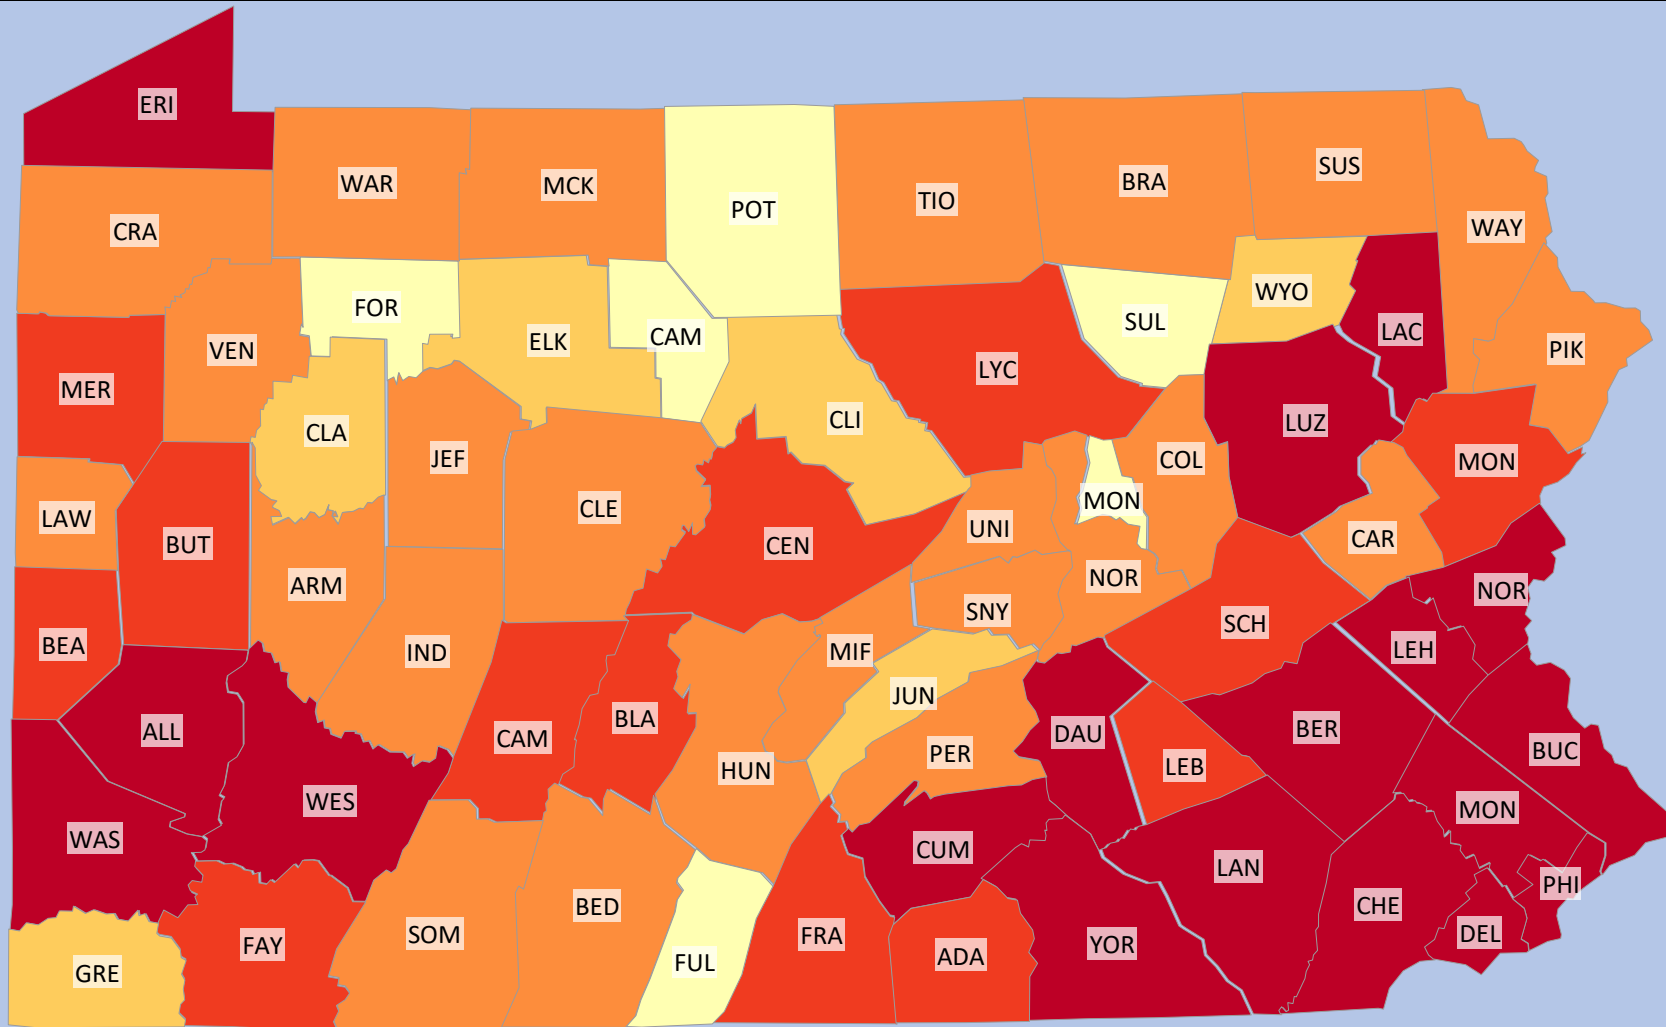 ERI
WAR
MCK
POT
TIO
BRA
SUS
WAY
CRA
FOR
ELK
CAM
SUL
WYO
LAC
PIK
VEN
MER
LYC
CLA
CLI
LUZ
JEF
COL
MON
MON
LAW
CLE
UNI
BUT
CEN
CAR
ARM
NOR
NOR
SNY
SCH
BEA
IND
MIF
LEH
JUN
BLA
ALL
CAM
DAU
BER
PER
BUC
HUN
LEB
WES
MON
WAS
CUM
LAN
PHI
BED
CHE
SOM
FRA
DEL
FAY
YOR
ADA
FUL
GRE